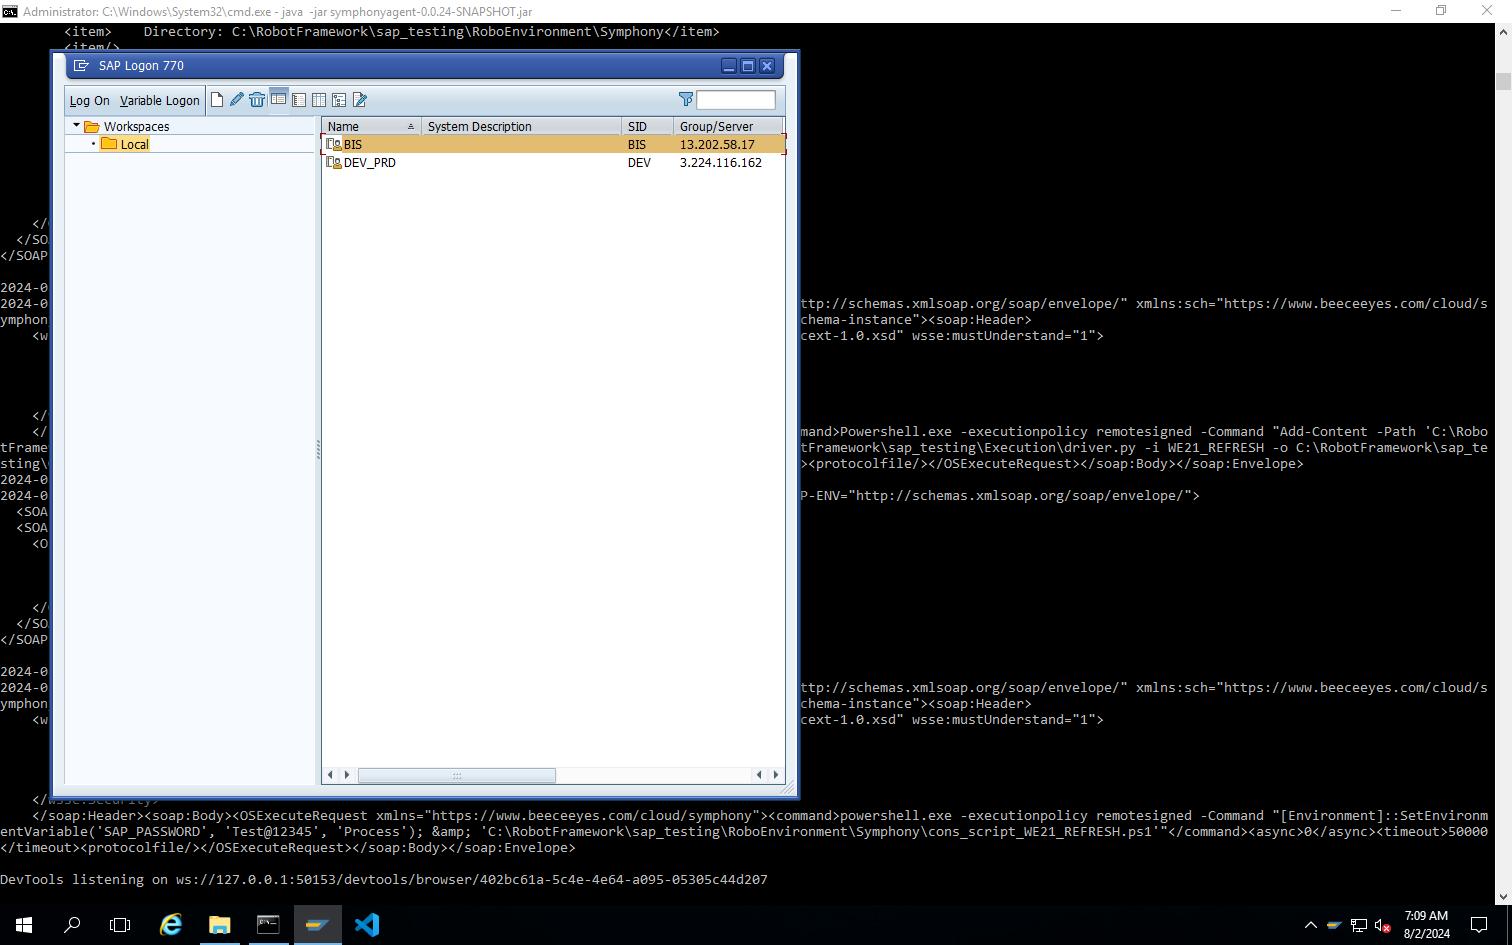 Administrator: C:\Windows\System32\cmd.exe - java -jar symphonyagent-0.0.24-SNAPSHOT.jar
<item>    Directory: C:\RobotFramework\sap_testing\RoboEnvironment\Symphony</item>
<item/>
SAP Logon 770
Log On Variable Logon
Workspaces
Local
Name System Description SID Group/Server
BIS BIS 13.202.58.17
DEV_PRD DEV 3.224.116.162
</
</SO
</SOAP
2024-0
2024-0 ttp://schemas.xmlsoap.org/soap/envelope/" xmlns:sch="https://www.beeceeyes.com/cloud/s
ymphon chema-instance"><soap:Header>
<w cext-1.0.xsd" wsse:mustUnderstand="1">
</
</ mand>Powershell.exe -executionpolicy remotesigned -Command "Add-Content -Path 'C:\Robo
tFrame tFramework\sap_testing\Execution\driver.py -i WE21_REFRESH -o C:\RobotFramework\sap_te
sting\ ><protocolfile/></OSExecuteRequest></soap:Body></soap:Envelope>
2024-0
2024-0 P-ENV="http://schemas.xmlsoap.org/soap/envelope/">
<SOA
<SOA
<O
</
</SO
</SOAP
2024-0
2024-0 ttp://schemas.xmlsoap.org/soap/envelope/" xmlns:sch="https://www.beeceeyes.com/cloud/s
ymphon chema-instance"><soap:Header>
<w cext-1.0.xsd" wsse:mustUnderstand="1">
</wsse:Security>
</soap:Header><soap:Body><OSExecuteRequest xmlns="https://www.beeceeyes.com/cloud/symphony"><command>powershell.exe -executionpolicy remotesigned -Command "[Environment]::SetEnvironm
entVariable('SAP_PASSWORD', 'Test@12345', 'Process'); &amp; 'C:\RobotFramework\sap_testing\RoboEnvironment\Symphony\cons_script_WE21_REFRESH.ps1'"</command><async>0</async><timeout>50000
</timeout><protocolfile/></OSExecuteRequest></soap:Body></soap:Envelope>
DevTools listening on ws://127.0.0.1:50153/devtools/browser/402bc61a-5c4e-4e64-a095-05305c44d207
7:09 AM
8/2/2024